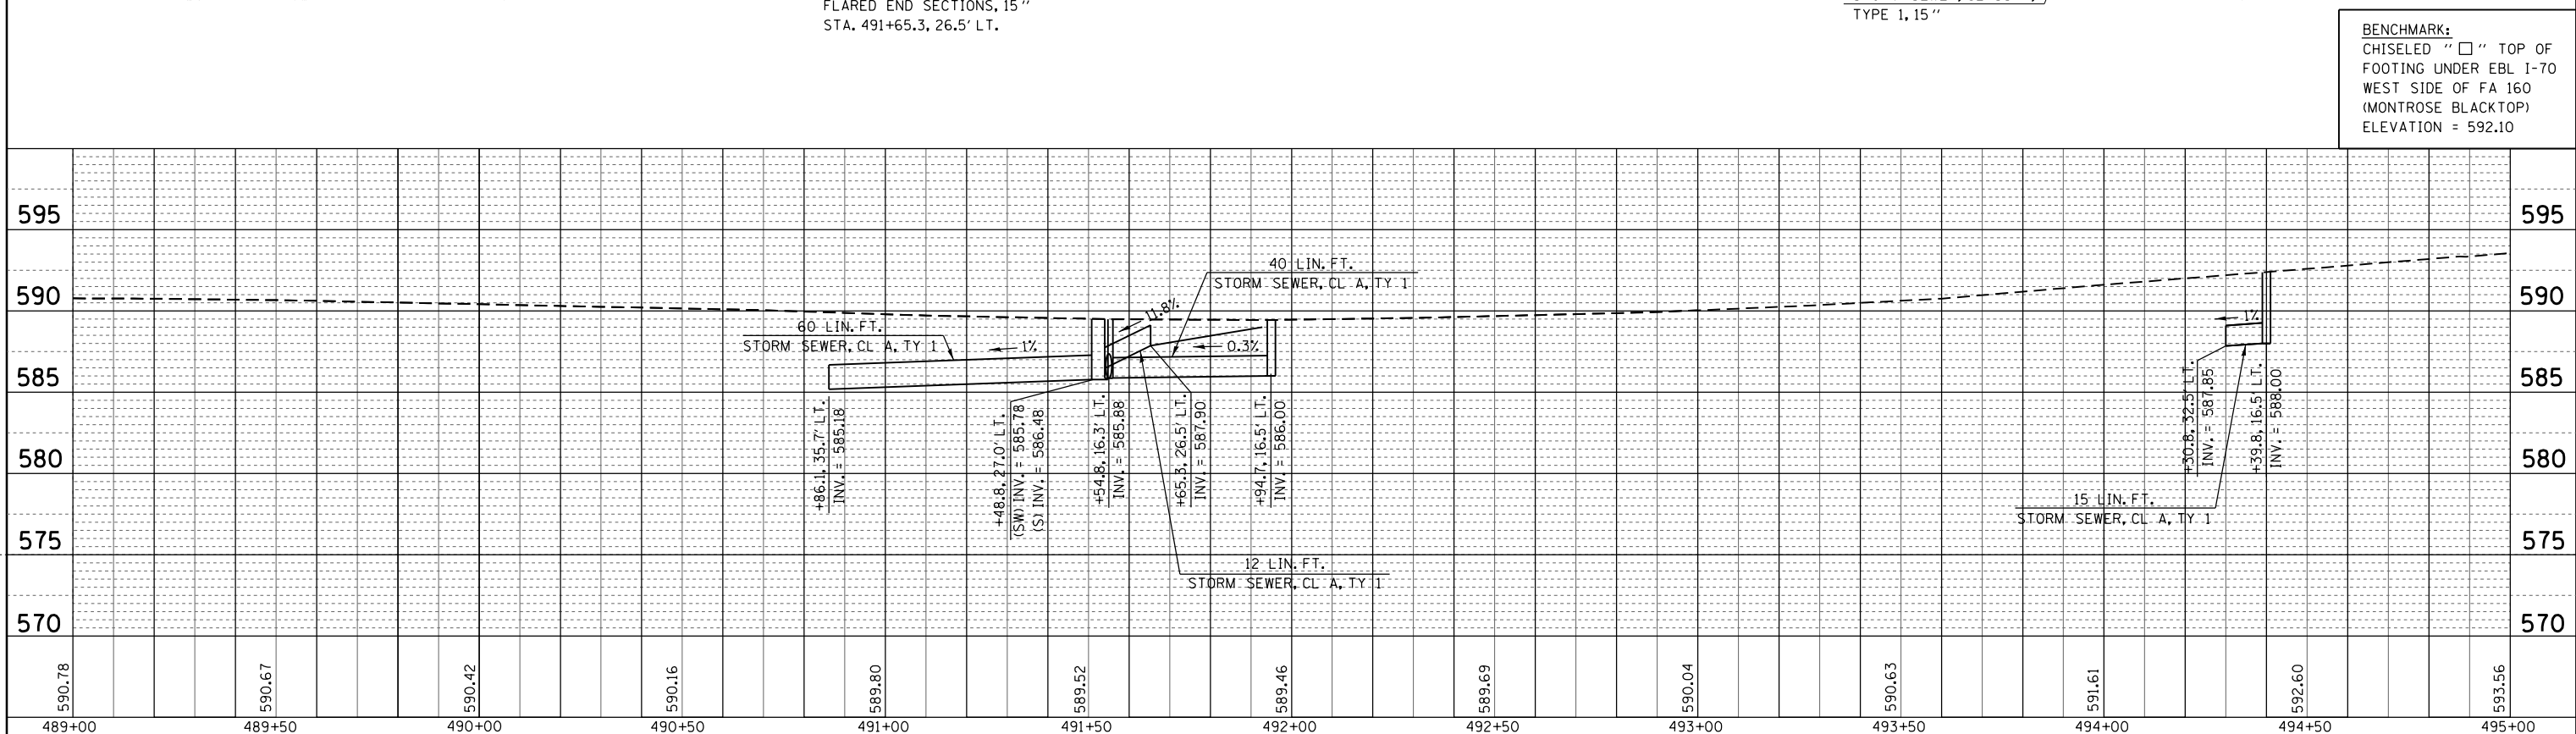 FLARED END SECTIONS, 15"
STA. 491+65.3, 26.5' LT.
TYPE 1, 15"
BENCHMARK:
CHISELED "□" TOP OF
FOOTING UNDER EBL I-70
WEST SIDE OF FA 160
(MONTROSE BLACKTOP)
ELEVATION = 592.10
595
595
590
590
585
585
580
580
575
575
570
570
60 LIN. FT.
STORM SEWER, CL A, TY 1
1%
11.8%
40 LIN. FT.
STORM SEWER, CL A, TY 1
0.3%
1%
+86.1, 35.7' LT.
INV. = 585.18
+48.8, 27.0' LT.
(SW) INV. = 585.78
(S) INV. = 586.48
+54.8, 16.3' LT.
INV. = 585.88
+65.3, 26.5' LT.
INV. = 587.90
+94.7, 16.5' LT.
INV. = 586.00
+30.8, 32.5' LT.
INV. = 587.85
+39.8, 16.5' LT.
INV. = 588.00
15 LIN. FT.
STORM SEWER, CL A, TY 1
12 LIN. FT.
STORM SEWER, CL A, TY 1
590.78
590.67
590.42
590.16
589.80
589.52
589.46
589.69
590.04
590.63
591.61
592.60
593.56
489+00
489+50
490+00
490+50
491+00
491+50
492+00
492+50
493+00
493+50
494+00
494+50
495+00